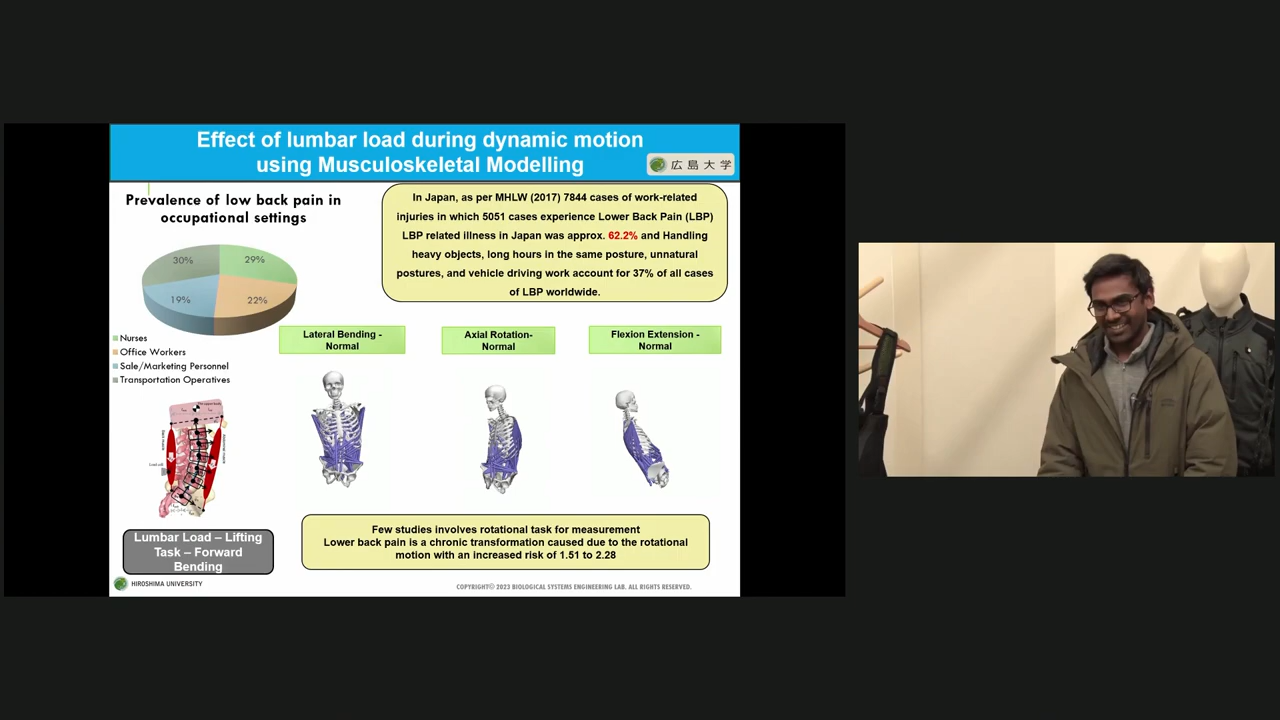 Effect of lumbar load during dynamic motion
using Musculoskeletal Modelling
広島大学
Prevalence of low back pain in
occupational settings
30%
29%
19%
22%
Nurses
Office Workers
Sale/Marketing Personnel
Transportation Operatives
In Japan, as per MHLW (2017) 7844 cases of work-related
injuries in which 5051 cases experience Lower Back Pain (LBP)
LBP related illness in Japan was approx. 62.2% and Handling
heavy objects, long hours in the same posture, unnatural
postures, and vehicle driving work account for 37% of all cases
of LBP worldwide.
Lateral Bending -
Normal
Axial Rotation-
Normal
Flexion Extension -
Normal
Lumbar Load – Lifting
Task – Forward
Bending
Few studies involves rotational task for measurement
Lower back pain is a chronic transformation caused due to the rotational
motion with an increased risk of 1.51 to 2.28
HIROSHIMA UNIVERSITY
COPYRIGHT© 2023 BIOLOGICAL SYSTEMS ENGINEERING LAB. ALL RIGHTS RESERVED.